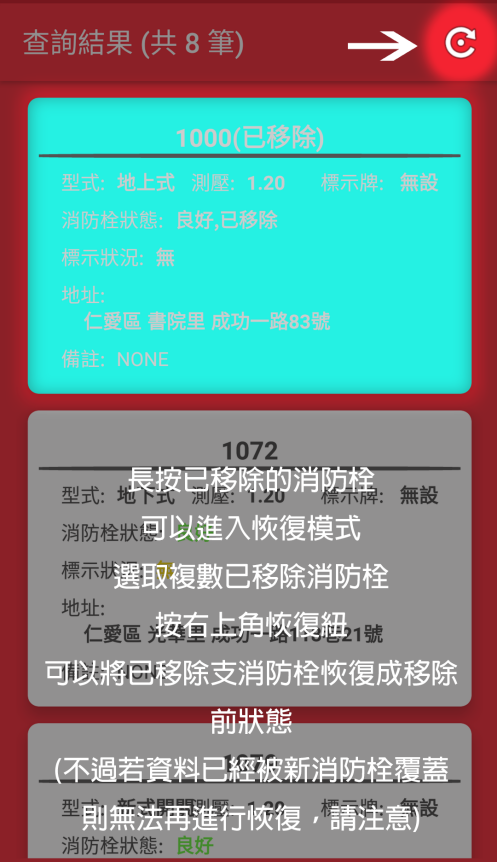 查詢結果 (共 8 筆)
1000(已移除)
型式: 地上式 測壓: 1.20 標示牌: 無設
消防栓狀態: 良好,已移除
標示狀況: 無
地址:
仁愛區 書院里 成功一路83號
備註: NONE
1072
長按已移除的消防栓
型式: 地下式 測壓: 1.20 標示牌: 無設
可以進入恢復模式
消防栓狀態:
選取復數已移除消防栓
標示狀況:
按右上角恢復紐
地址:
仁愛區 光華里 成功一路
21號
可以將已移除支消防栓恢復成移除
前狀態
(不過若資料已經被新消防栓覆蓋
型式: 測壓: 1.20 標示牌: 無設
則無法再進行恢復，請注意)
消防栓狀態: 良好